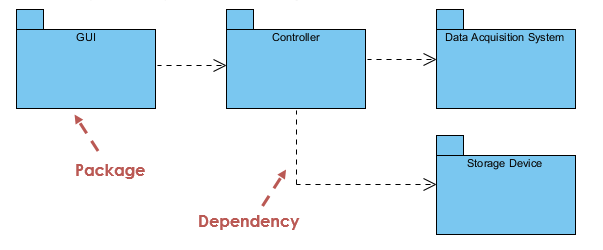 GUI
Controller
Data Acquisition System
Package
Storage Device
Dependency